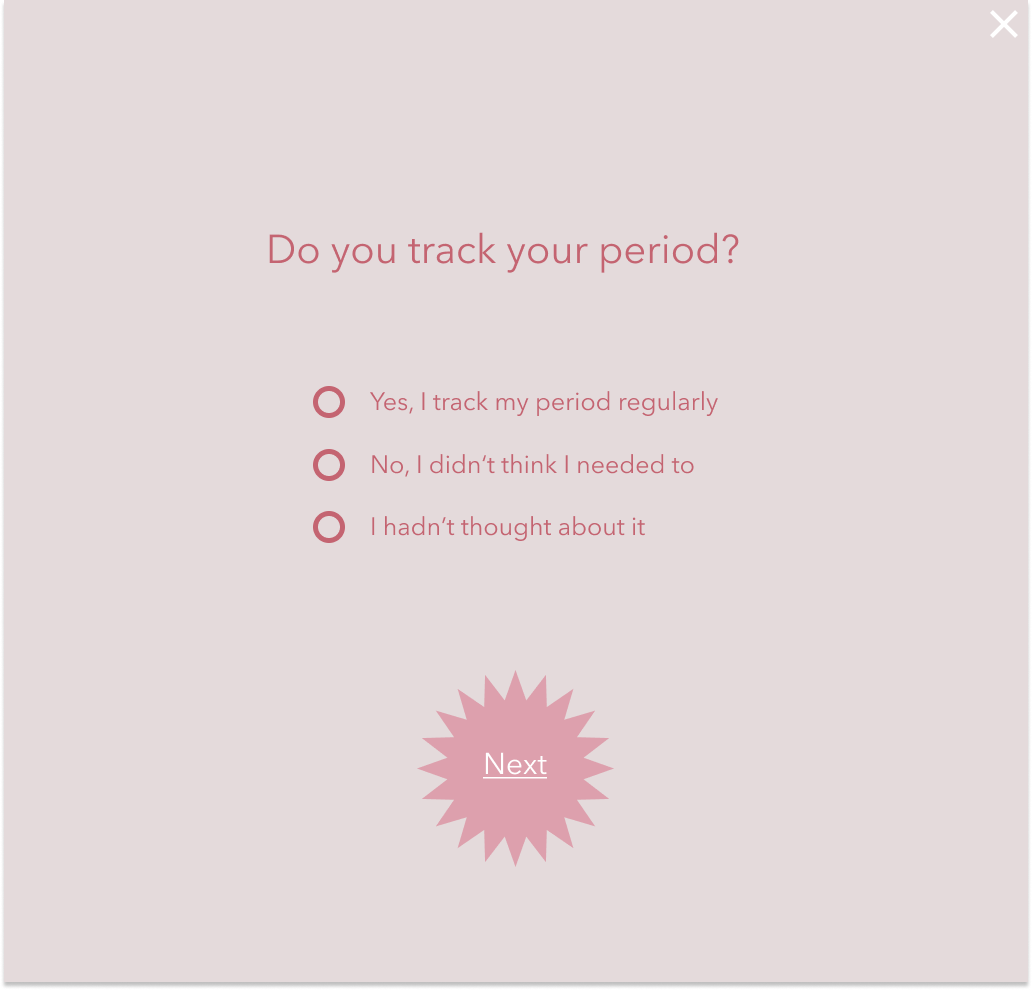 Do you track your period?
Yes, I track my period regularly
No, I didn‘t think I needed to
I hadn’t thought about it
Next